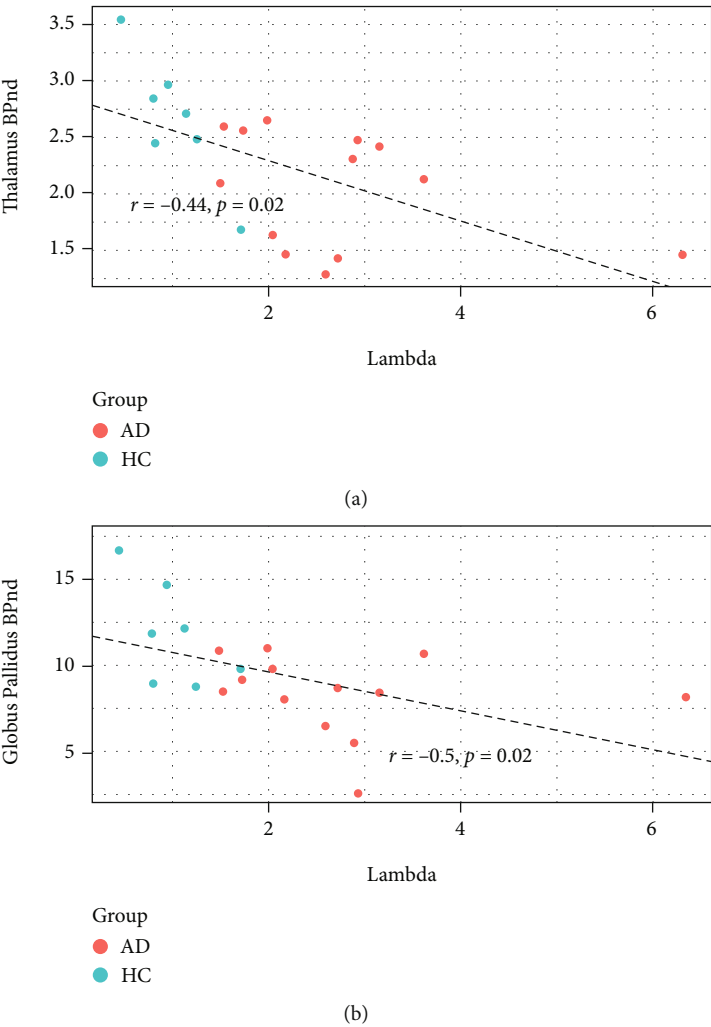 3.5
3.0
2.5
2.0
1.5
Thalamus BPnd
r = –0.44, p = 0.02
2 4 6
Lambda
Group
AD
HC
(a)
15
10
5
Globus Pallidus BPnd
r = –0.5, p = 0.02
2 4 6
Lambda
Group
AD
HC
(b)